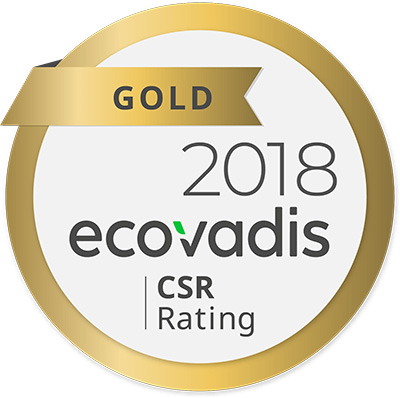 GOLD
2018
ecovadis
CSR
Rating